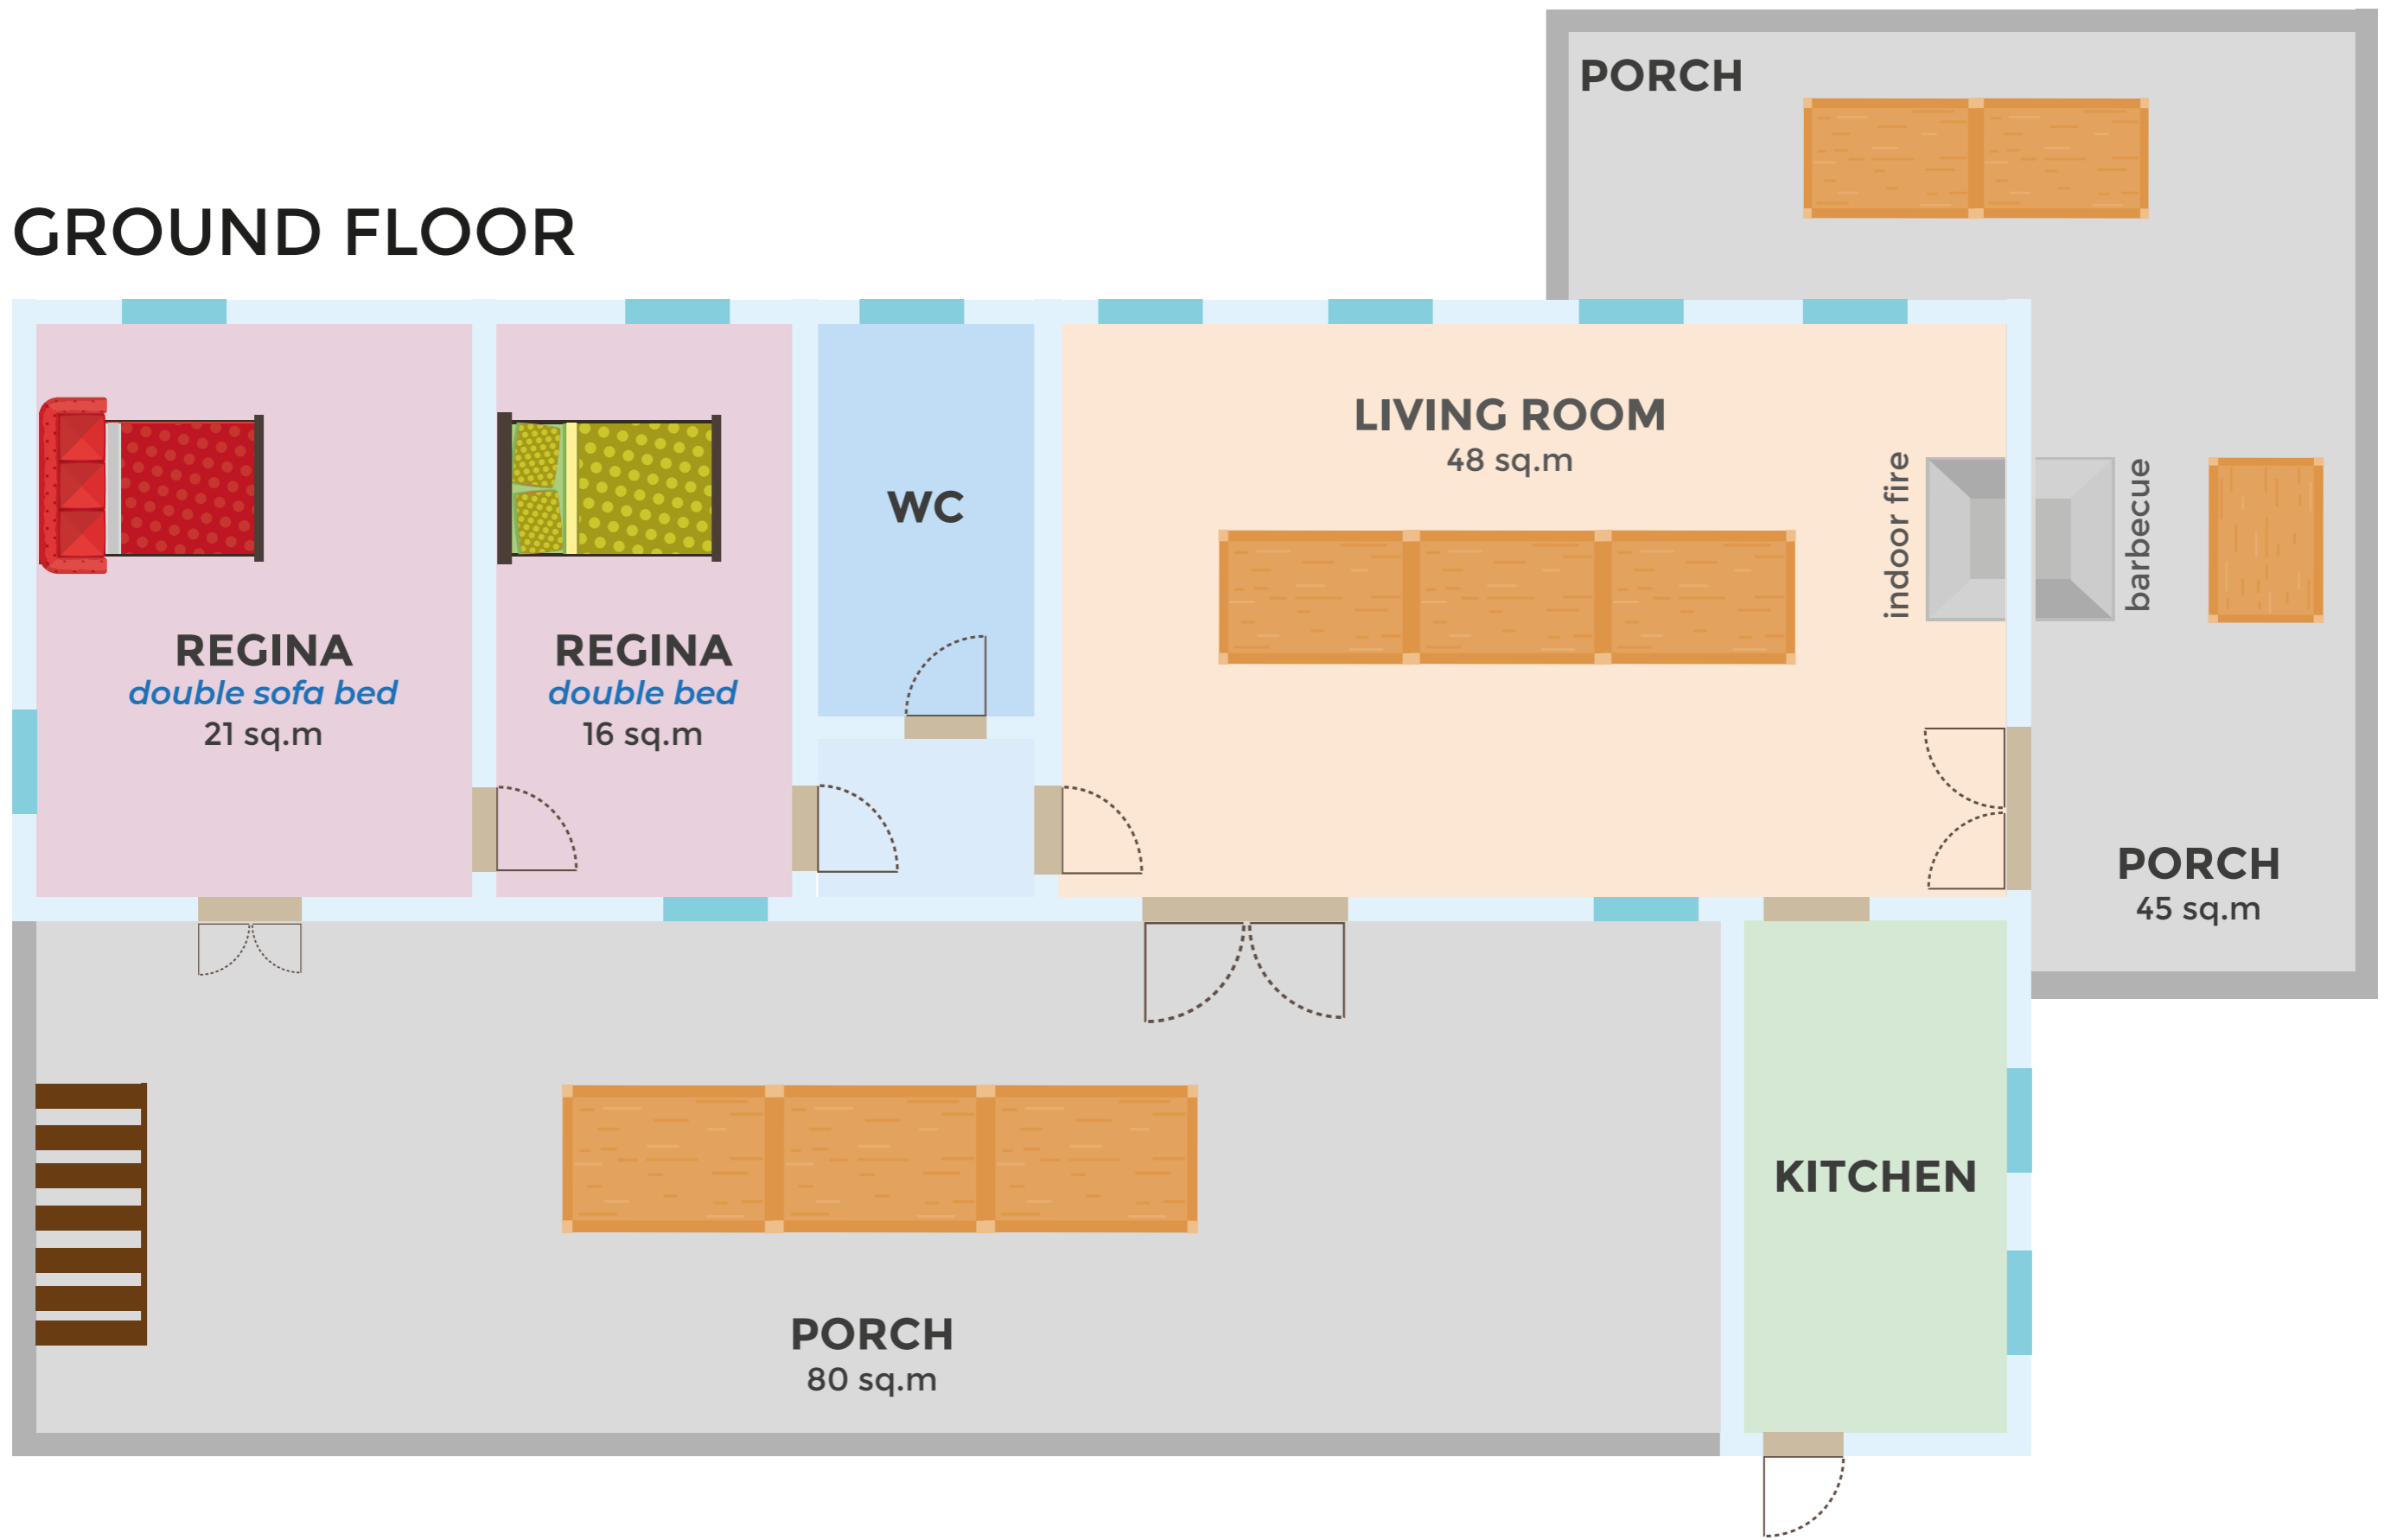 PORCH
GROUND FLOOR
LIVING ROOM
48 sq.m
indoor fire
barbecue
WC
REGINA
double sofa bed
21 sq.m
REGINA
double bed
16 sq.m
PORCH
45 sq.m
KITCHEN
PORCH
80 sq.m